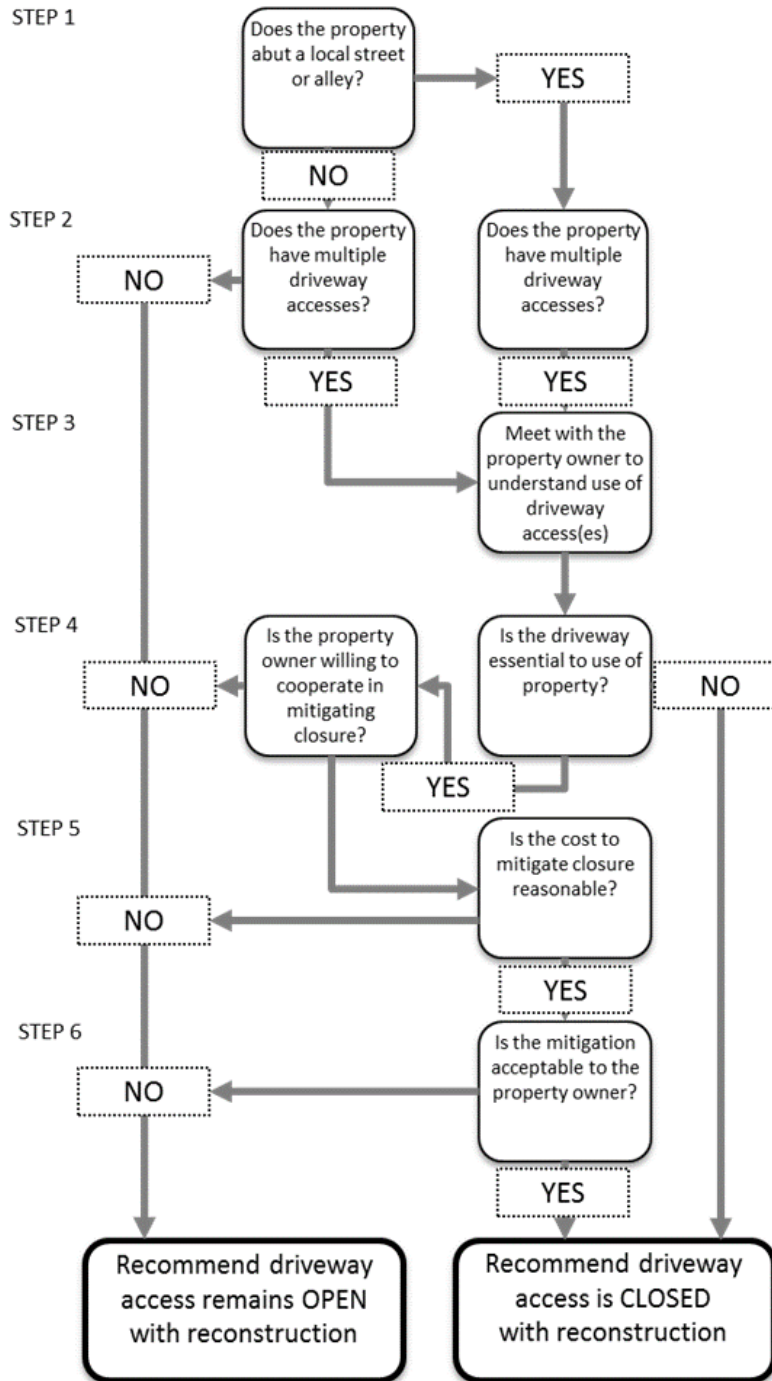 STEP 1
Does the property
abut a local street
or alley?
YES
NO
STEP 2
Does the property
have multiple
driveway
accesses?
Does the property
have multiple
driveway
accesses?
NO
YES
YES
STEP 3
Meet with the
property owner to
understand use of
driveway
access(es)
STEP 4
Is the property
owner willing to
cooperate in
mitigating
closure?
Is the driveway
essential to use of
property?
NO
NO
YES
STEP 5
Is the cost to
mitigate closure
reasonable?
NO
YES
STEP 6
Is the mitigation
acceptable to the
property owner?
NO
YES
Recommend driveway
access remains OPEN
with reconstruction
Recommend driveway
access is CLOSED
with reconstruction